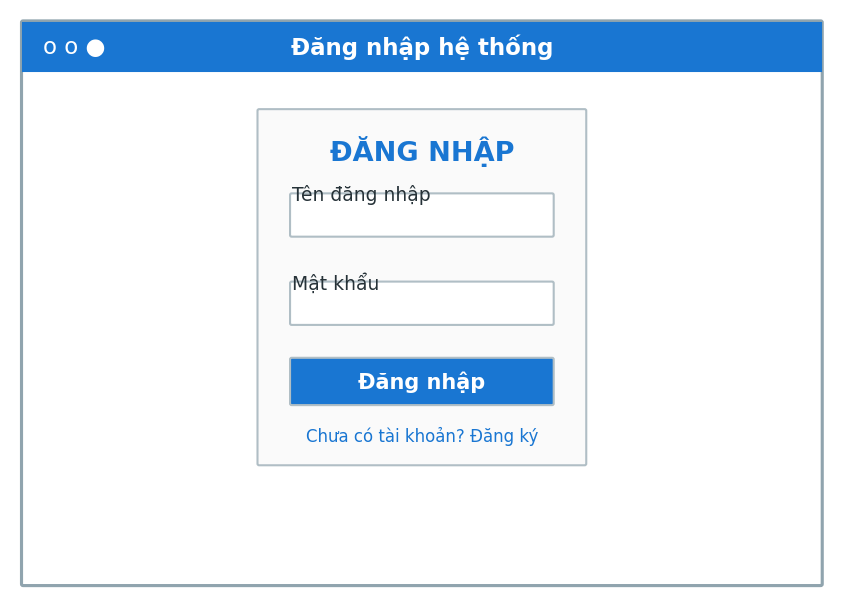 Đăng nhập hệ thống
ĐĂNG NHẬP
Tên đăng nhập
Mật khẩu
Đăng nhập
Chưa có tài khoản? Đăng ký